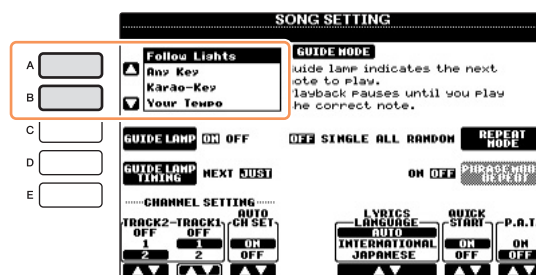 SONG SETTING
A
B
C
D
E
Follow Lights
Any Key
Karao-Key
Your Tempo
GUIDE MODE
uide lamp indicates the next
ote to play.
layback pauses until you play
he correct note.
GUIDE LAMP ON OFF
OFF SINGLE ALL RANDOM REPEAT MODE
GUIDE LAMP TIMING NEXT JUST
ON OFF PHRASE MARK REPEAT
CHANNEL SETTING
TRACK2 TRACK1 AUTO CH SET
OFF OFF
1 1 ON
2 2 OFF
LYRICS LANGUAGE
AUTO
INTERNATIONAL
JAPANESE
QUICK START
ON
OFF
P.A.T.
ON
OFF